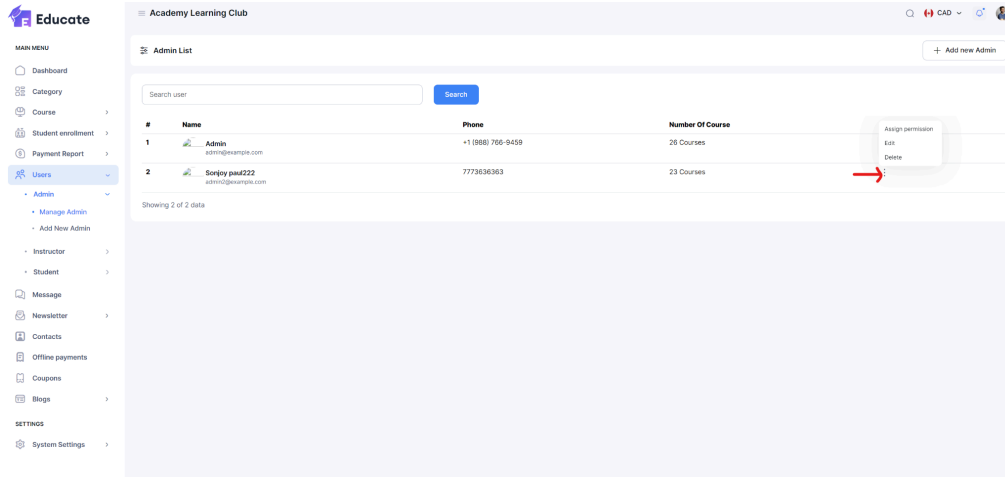 Educate
Academy Learning Club
CAD
MAIN MENU
Dashboard
Category
Course
Student enrollment
Payment Report
Users
Admin
Manage Admin
Add New Admin
Instructor
Student
Message
Newsletter
Contacts
Offline payments
Coupons
Blogs
SETTINGS
System Settings
Admin List
+ Add new Admin
Search user
Search
# Name Phone Number Of Course
1 Admin +1 (988) 766-9459 26 Courses
admin@example.com
2 Sonjoy paul222 7773636363 23 Courses
admin2@example.com
Assign permission
Edit
Delete
Showing 2 of 2 data